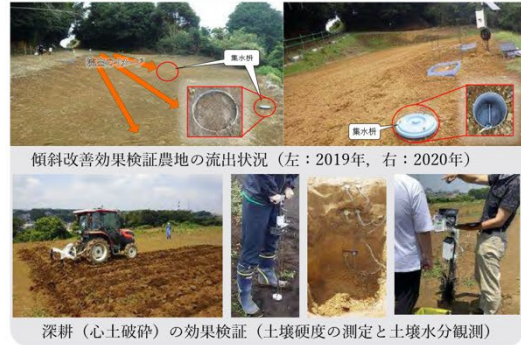 集水枡
集水枡
傾斜改善効果検証農地の流出状況（左：2019年，右：2020年）
深耕（心土破砕）の効果検証（土壌硬度の測定と土壌水分観測）